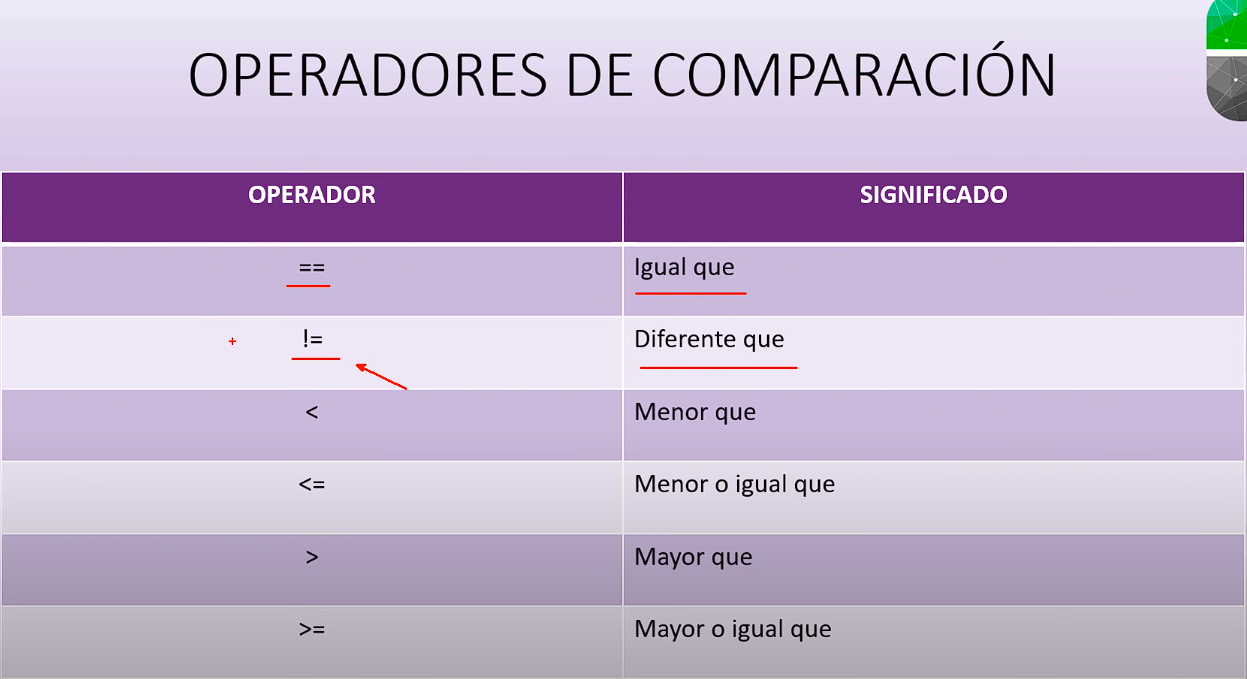 OPERADORES DE COMPARACIÓN
OPERADOR SIGNIFICADO
== Igual que
!= Diferente que
< Menor que
<= Menor o igual que
> Mayor que
>= Mayor o igual que